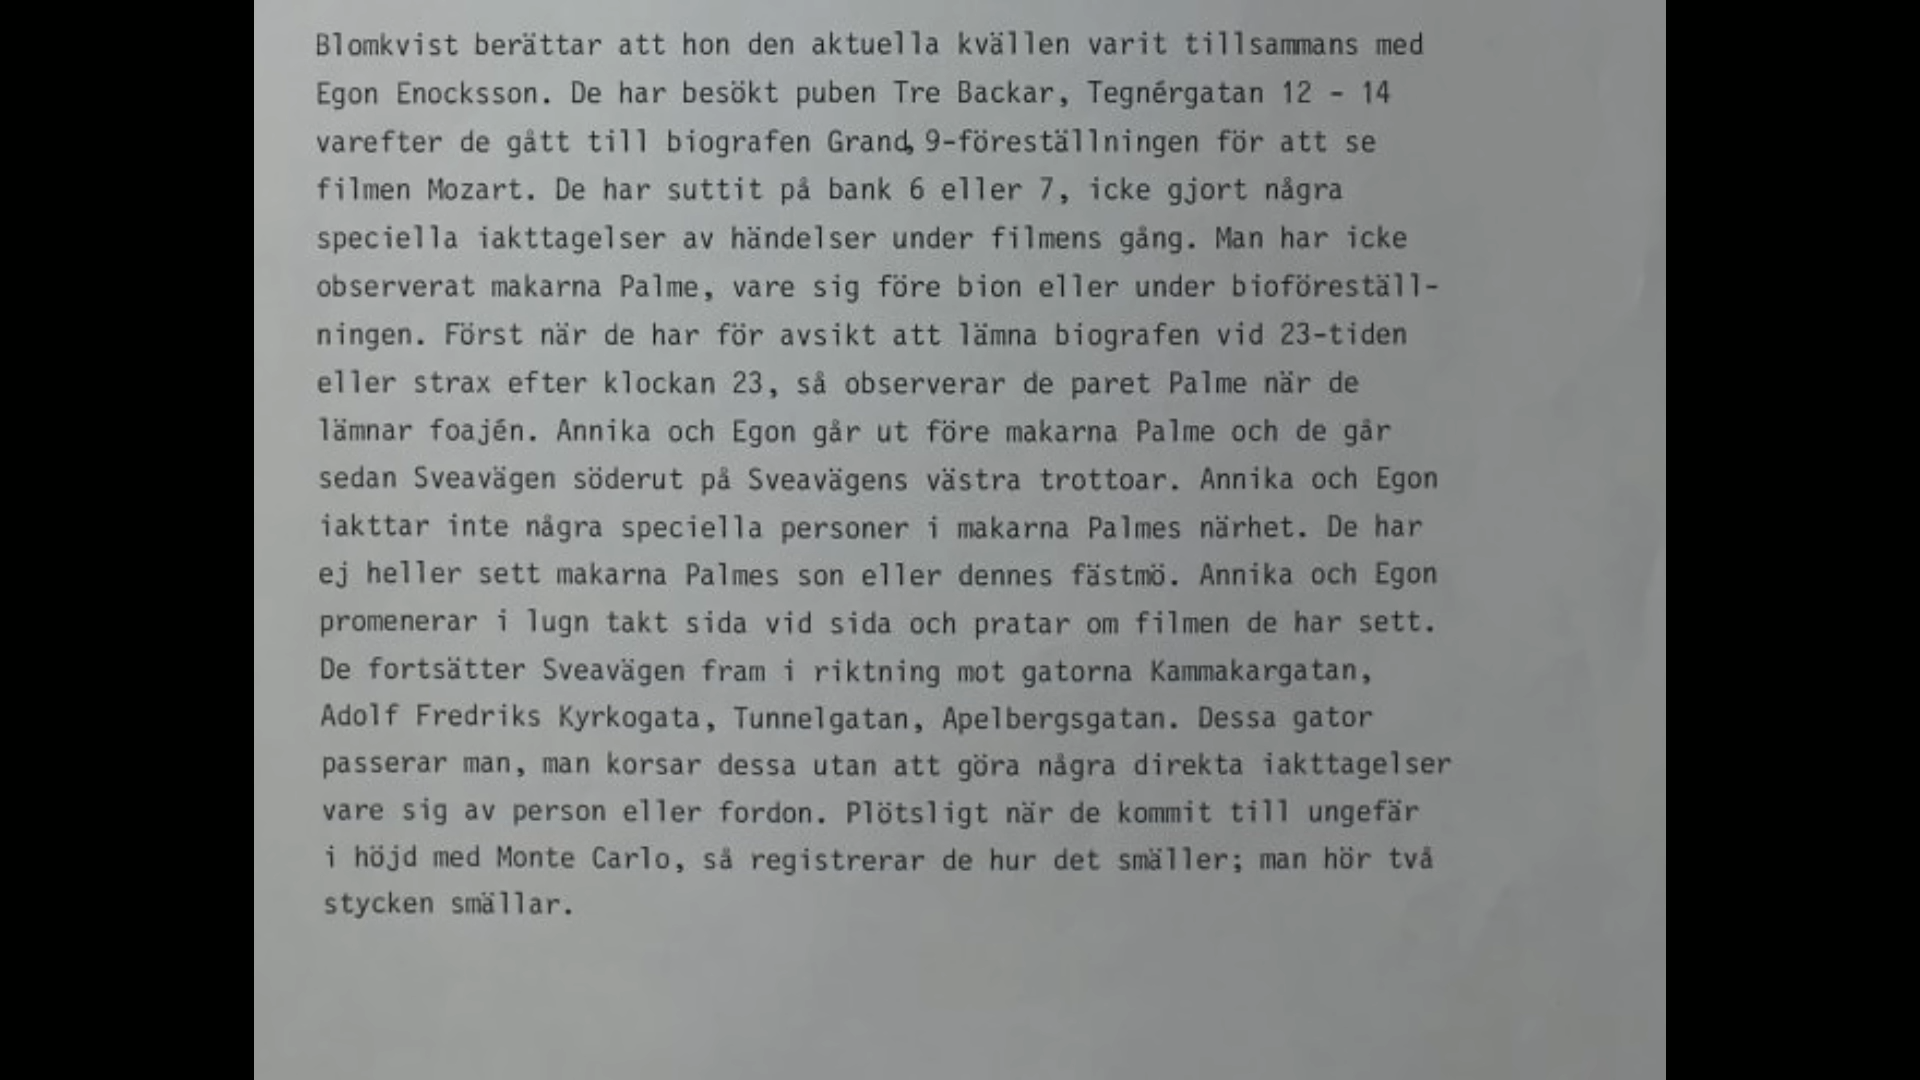 Blomkvist berättar att hon den aktuella kvällen varit tillsammans med
Egon Enocksson. De har besökt puben Tre Backar, Tegnérgatan 12 - 14
varefter de gått till biografen Grand, 9-föreställningen för att se
filmen Mozart. De har suttit på bank 6 eller 7, icke gjort några
speciella iakttagelser av händelser under filmens gång. Man har icke
observerat makarna Palme, vare sig före bion eller under bioföreställ-
ningen. Först när de har för avsikt att lämna biografen vid 23-tiden
eller strax efter klockan 23, så observerar de paret Palme när de
lämnar foajén. Annika och Egon går ut före makarna Palme och de går
sedan Sveavägen söderut på Sveavägens västra trottoar. Annika och Egon
iakttar inte några speciella personer i makarna Palmes närhet. De har
ej heller sett makarna Palmes son eller dennes fästmö. Annika och Egon
promenerar i lugn takt sida vid sida och pratar om filmen de har sett.
De fortsätter Sveavägen fram i riktning mot gatorna Kammakargatan,
Adolf Fredriks Kyrkogata, Tunnelgatan, Apelbergsgatan. Dessa gator
passerar man, man korsar dessa utan att göra några direkta iakttagelser
vare sig av person eller fordon. Plötsligt när de kommit till ungefär
i höjd med Monte Carlo, så registrerar de hur det smäller; man hör två
stycken smällar.